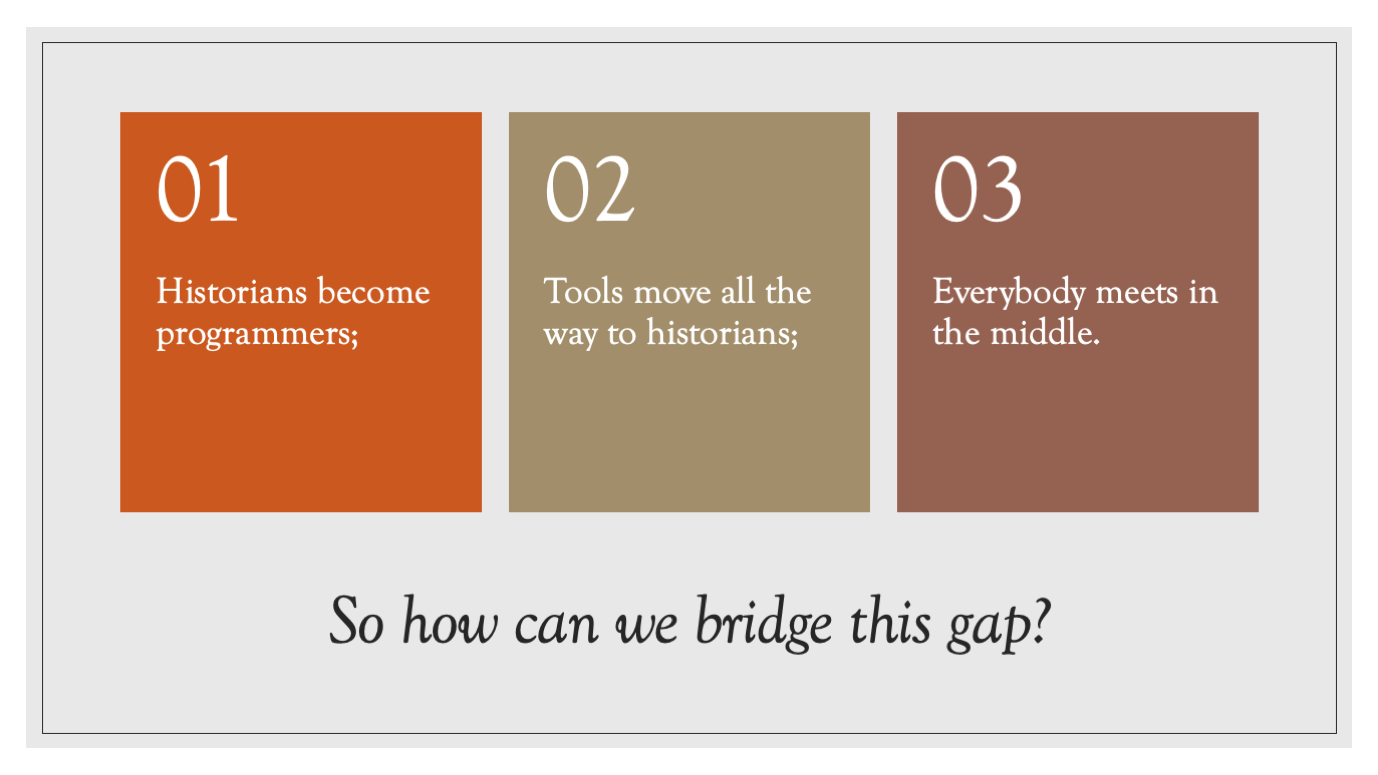 01
Historians become
programmers;
02
Tools move all the
way to historians;
03
Everybody meets in
the middle.
So how can we bridge this gap?